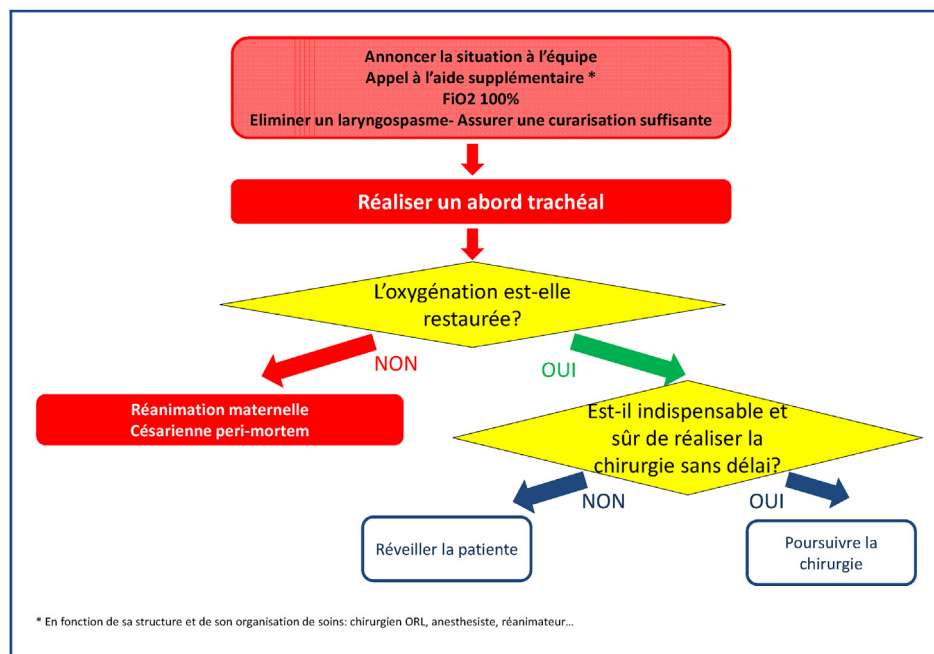 Annoncer la situation à l'équipe
Appel à l'aide supplémentaire *
FiO2 100%
Eliminer un laryngospasme- Assurer une curarisation suffisante
Réaliser un abord trachéal
L'oxygénation est-elle
restaurée?
NON
OUI
Réanimation maternelle
Césarienne peri-mortem
Est-il indispensable et
sûr de réaliser la
chirurgie sans délai?
NON
OUI
Réveiller la patiente
Poursuivre la
chirurgie
* En fonction de sa structure et de son organisation de soins: chirurgien ORL, anesthesiste, réanimateur…